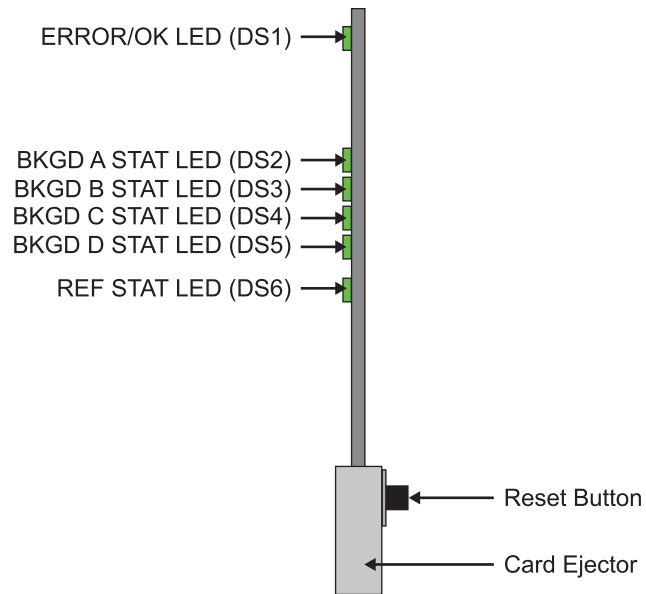 ERROR/OK LED (DS1)
BKGD A STAT LED (DS2)
BKGD B STAT LED (DS3)
BKGD C STAT LED (DS4)
BKGD D STAT LED (DS5)
REF STAT LED (DS6)
Reset Button
Card Ejector